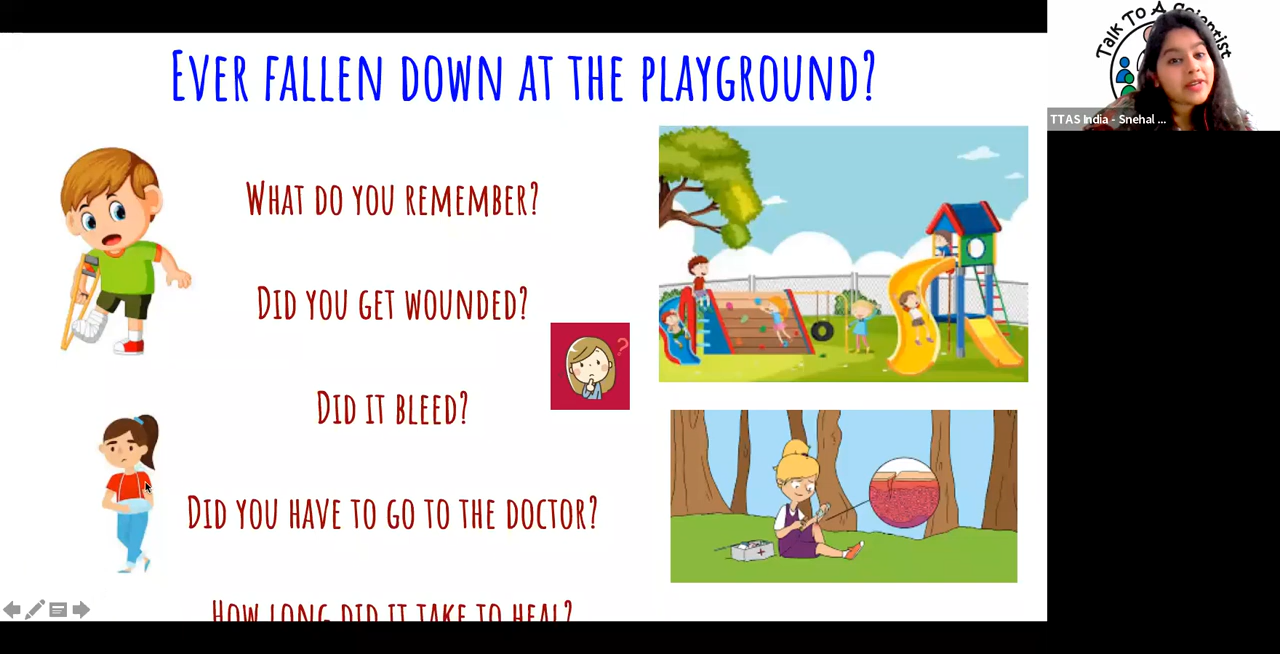 EVER FALLEN DOWN AT THE PLAYGROUND?
WHAT DO YOU REMEMBER?
DID YOU GET WOUNDED?
DID IT BLEED?
DID YOU HAVE TO GO TO THE DOCTOR?
HOW LONG DID IT TAKE TO HEAL?
?
Talk To A Scientist
TTAS India - Snehal ...